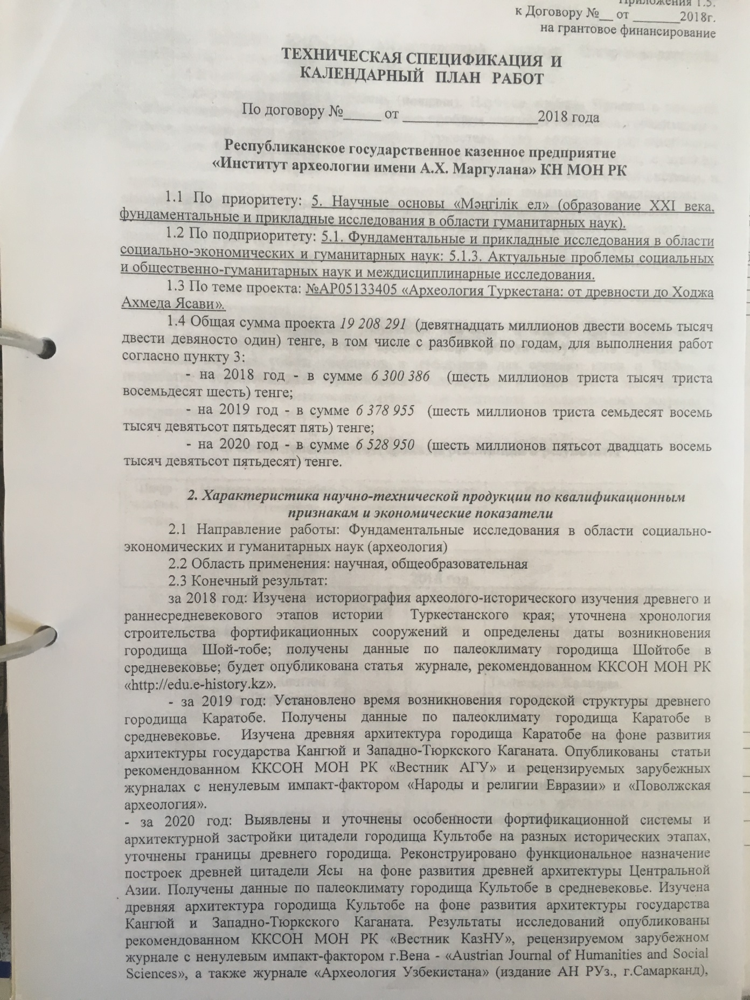 Приложения 1.5.
к Договору №__ от _______2018г.
на грантовое финансирование
ТЕХНИЧЕСКАЯ СПЕЦИФИКАЦИЯ И
КАЛЕНДАРНЫЙ ПЛАН РАБОТ
По договору №_____ от __________________2018 года
Республиканское государственное казенное предприятие
«Институт археологии имени А.Х. Маргулана» КН МОН РК
1.1 По приоритету: 5. Научные основы «Мәңгілік ел» (образование XXI века,
фундаментальные и прикладные исследования в области гуманитарных наук).
1.2 По подприоритету: 5.1. Фундаментальные и прикладные исследования в области
социально-экономических и гуманитарных наук: 5.1.3. Актуальные проблемы социальных
и общественно-гуманитарных наук и междисциплинарные исследования.
1.3 По теме проекта: №АР05133405 «Археология Туркестана: от древности до Ходжа
Ахмеда Ясави».
1.4 Общая сумма проекта 19 208 291 (девятнадцать миллионов двести восемь тысяч
двести девяносто один) тенге, в том числе с разбивкой по годам, для выполнения работ
согласно пункту 3:
- на 2018 год - в сумме 6 300 386 (шесть миллионов триста тысяч триста
восемьдесят шесть) тенге;
- на 2019 год - в сумме 6 378 955 (шесть миллионов триста семьдесят восемь
тысяч девятьсот пятьдесят пять) тенге;
- на 2020 год - в сумме 6 528 950 (шесть миллионов пятьсот двадцать восемь
тысяч девятьсот пятьдесят) тенге.
2. Характеристика научно-технической продукции по квалификационным
признакам и экономические показатели
2.1 Направление работы: Фундаментальные исследования в области социально-
экономических и гуманитарных наук (археология)
2.2 Область применения: научная, общеобразовательная
2.3 Конечный результат:
за 2018 год: Изучена историография археолого-исторического изучения древнего и
раннесредневекового этапов истории Туркестанского края; уточнена хронология
строительства фортификационных сооружений и определены даты возникновения
городища Шой-тобе; получены данные по палеоклимату городища Шойтобе в
средневековье; будет опубликована статья журнале, рекомендованном ККСОН МОН РК
«http://edu.e-history.kz».
- за 2019 год: Установлено время возникновения городской структуры древнего
городища Каратобе. Получены данные по палеоклимату городища Каратобе в
средневековье. Изучена древняя архитектура городища Каратобе на фоне развития
архитектуры государства Кангюй и Западно-Тюркского Каганата. Опубликованы статьи
рекомендованном ККСОН МОН РК «Вестник АГУ» и рецензируемых зарубежных
журналах с ненулевым импакт-фактором «Народы и религии Евразии» и «Поволжская
археология».
- за 2020 год: Выявлены и уточнены особенности фортификационной системы и
архитектурной застройки цитадели городища Культобе на разных исторических этапах,
уточнены границы древнего городища. Реконструировано функциональное назначение
построек древней цитадели Ясы на фоне развития древней архитектуры Центральной
Азии. Получены данные по палеоклимату городища Культобе в средневековье. Изучена
древняя архитектура городища Культобе на фоне развития архитектуры государства
Кангюй и Западно-Тюркского Каганата. Результаты исследований опубликованы
рекомендованном ККСОН МОН РК «Вестник КазНУ», рецензируемом зарубежном
журнале с ненулевым импакт-фактором г.Вена - «Austrian Journal of Humanities and Social
Sciences», а также журнале «Археология Узбекистана» (издание АН РУз., г.Самарканд),